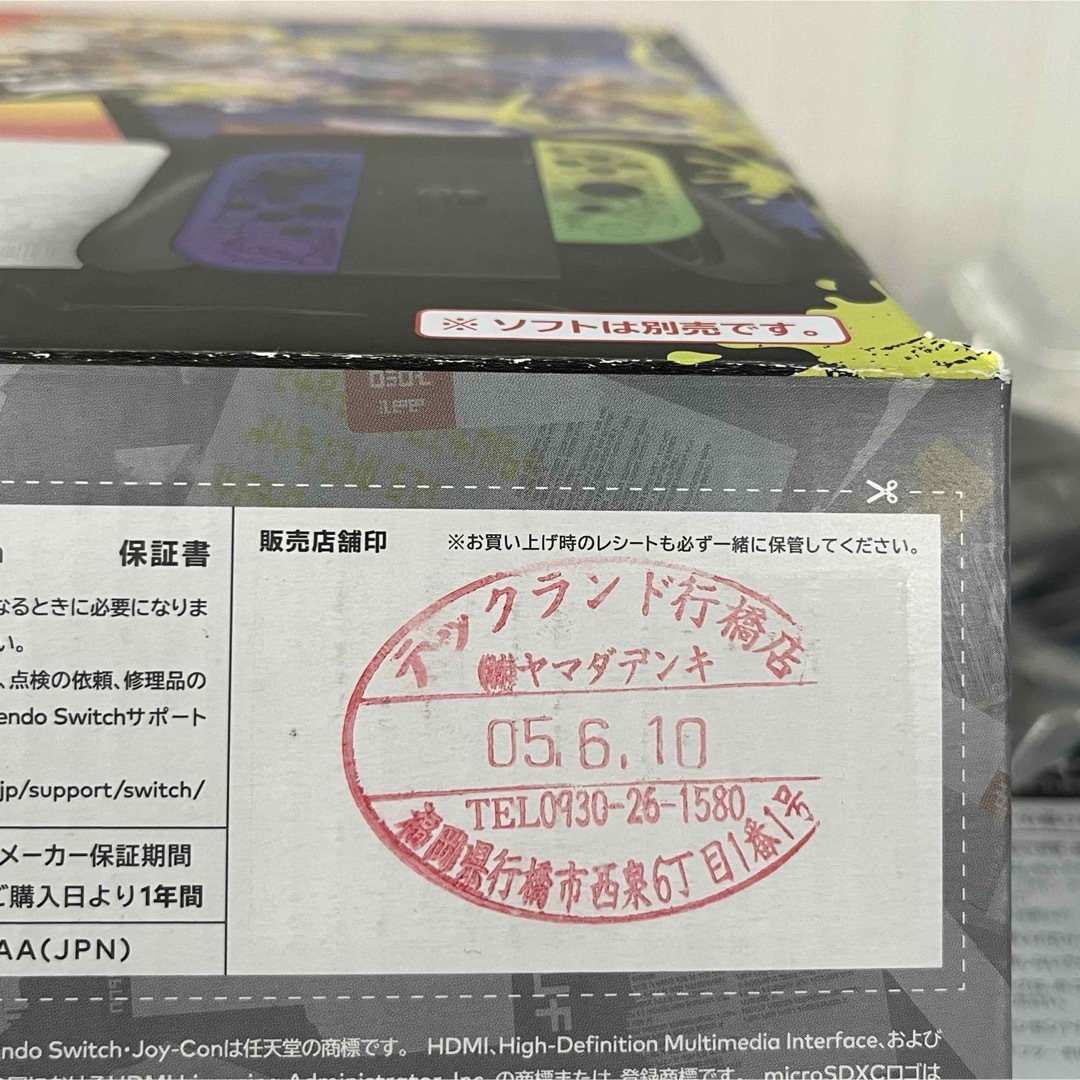 ※ ソフトは別売です。
保証書
なるときに必要になりま
い。
、点検の依頼、修理品の
endo Switchサポート
jp/support/switch/
メーカー保証期間
ご購入日より1年間
AA(JPN)
販売店舗印
※お買い上げ時のレシートも必ず一緒に保管してください。
テックランド行橋店
㈱ヤマダデンキ
05.6.10
TEL0930-26-1580
福岡県行橋市西泉6丁目1番1号
ndo Switch・Joy-Conは任天堂の商標です。 HDMI、High-Definition Multimedia Interface、および
HDMI Licensing Administrator, Inc. の商標または、登録商標です。 microSDXCロゴは